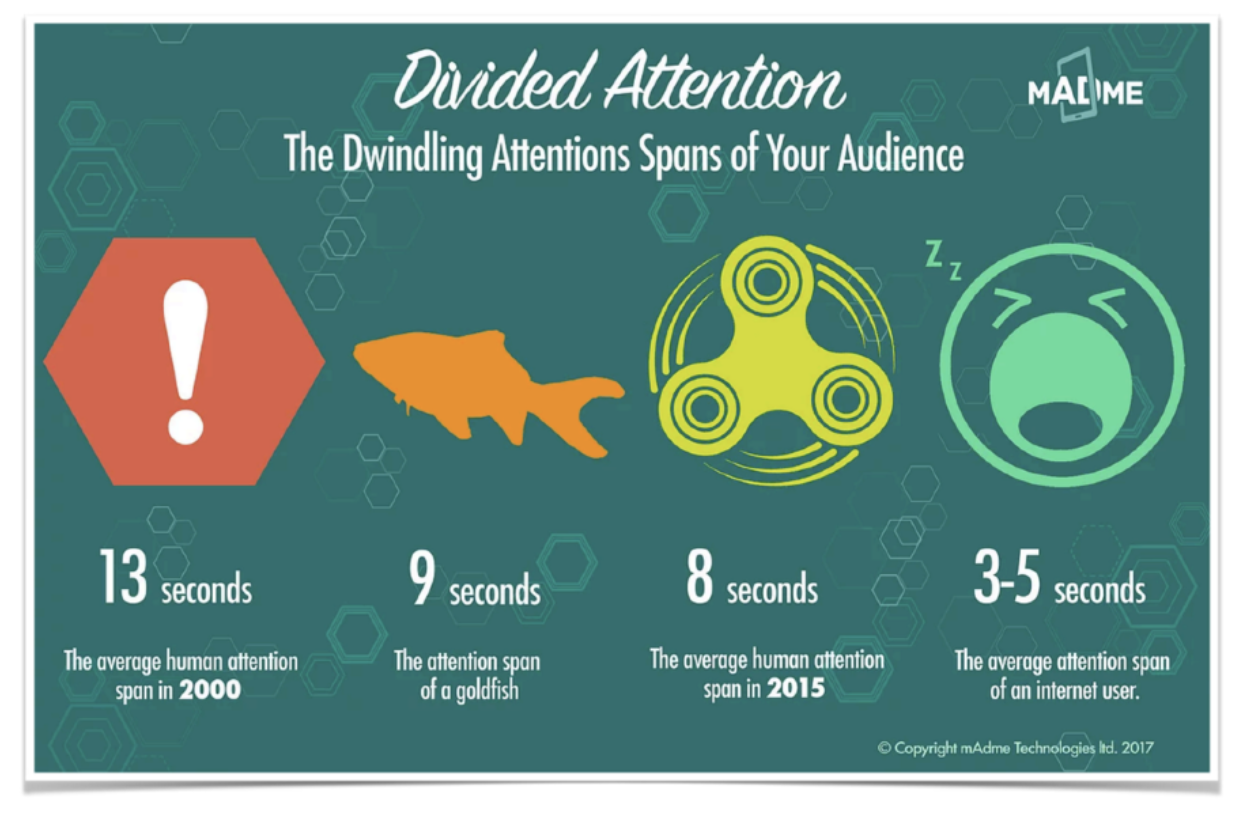 Divided Attention
MADME
The Dwindling Attentions Spans of Your Audience
z z
13 seconds
The average human attention
span in 2000
9 seconds
The attention span
of a goldfish
8 seconds
The average human attention
span in 2015
3-5 seconds
The average attention span
of an internet user.
© Copyright mAdme Technologies ltd. 2017